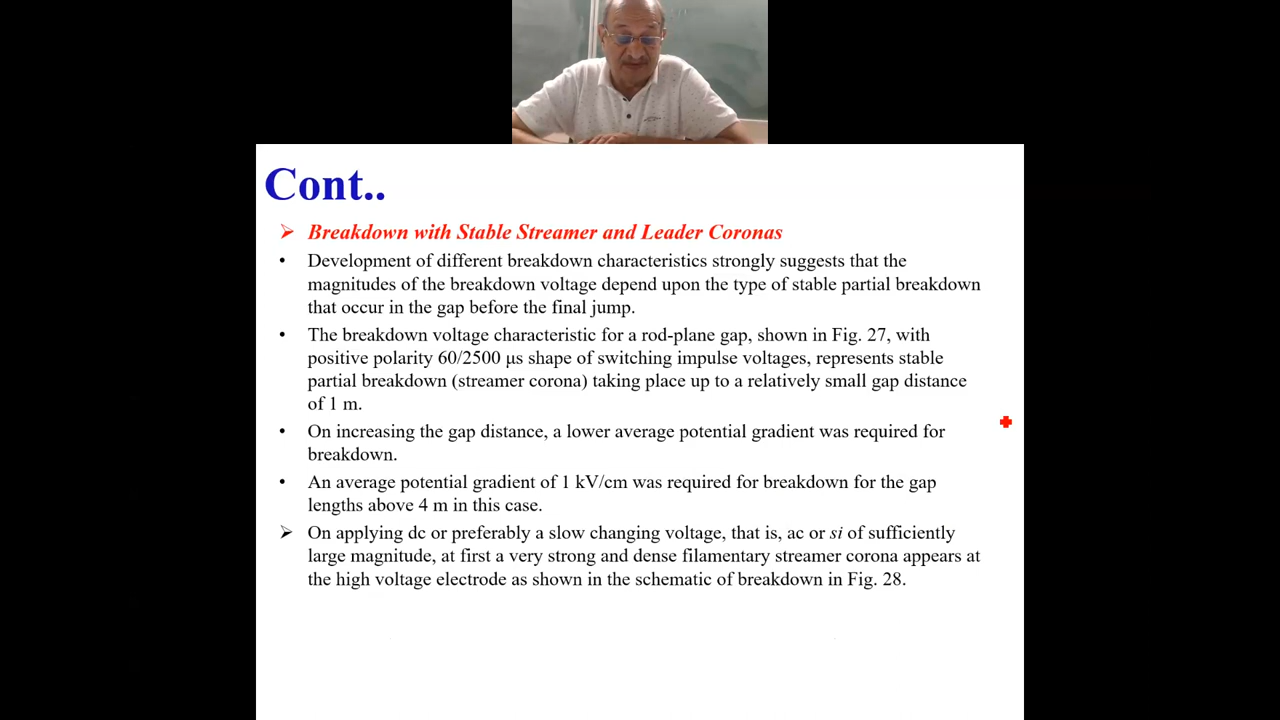 Cont..
➢ Breakdown with Stable Streamer and Leader Coronas
• Development of different breakdown characteristics strongly suggests that the
magnitudes of the breakdown voltage depend upon the type of stable partial breakdown
that occur in the gap before the final jump.
• The breakdown voltage characteristic for a rod-plane gap, shown in Fig. 27, with
positive polarity 60/2500 μs shape of switching impulse voltages, represents stable
partial breakdown (streamer corona) taking place up to a relatively small gap distance
of 1 m.
• On increasing the gap distance, a lower average potential gradient was required for
breakdown.
• An average potential gradient of 1 kV/cm was required for breakdown for the gap
lengths above 4 m in this case.
➢ On applying dc or preferably a slow changing voltage, that is, ac or si of sufficiently
large magnitude, at first a very strong and dense filamentary streamer corona appears at
the high voltage electrode as shown in the schematic of breakdown in Fig. 28.